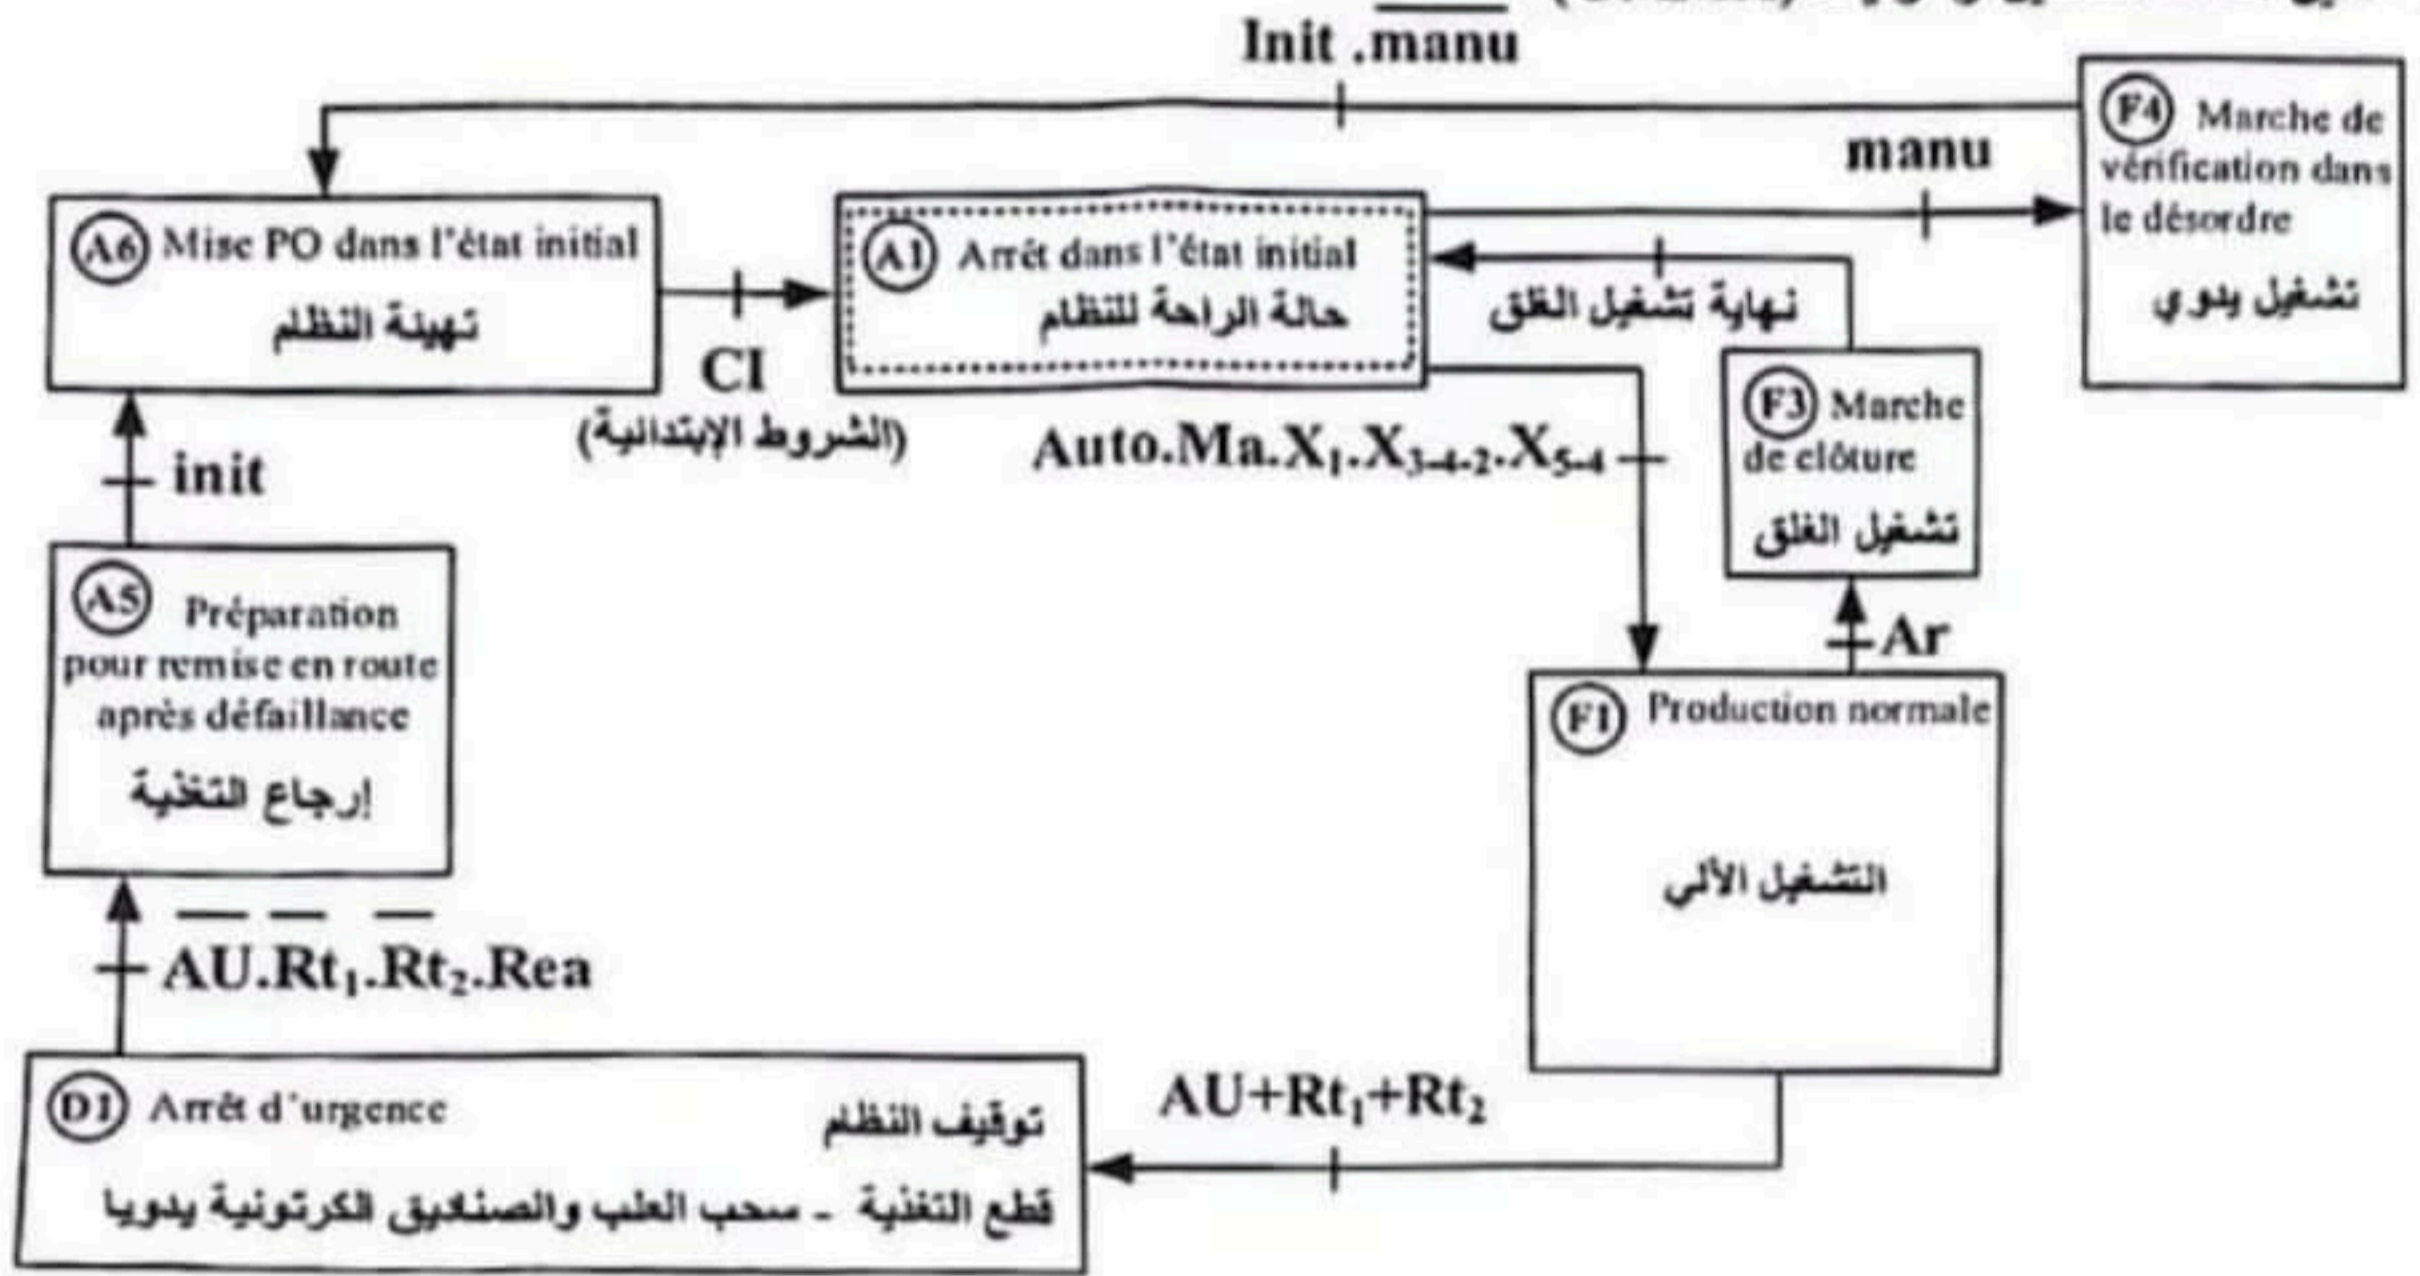 Init .manu
F4 Marche de
vérification dans
le désordre
تشغيل يدوي
manu
A6 Mise PO dans l'état initial
تهيئة النظام
CI
(الشروط الإبتدائية)
A1 Arrêt dans l'état initial
حالة الراحة للنظام
نهاية تشغيل الغلق
Auto.Ma.X₁.X₃₋₄₋₂.X₅₋₄
F3 Marche
de clôture
تشغيل الغلق
Ar
init
A5 Préparation
pour remise en route
après défaillance
إرجاع التغذية
F1 Production normale
التشغيل الألي
A̅U̅.R̅t̅₁.R̅t̅₂.Rea
AU+Rt₁+Rt₂
D1 Arrêt d'urgence توقيف النظام
قطع التغذية - سحب العلب والصناديق الكرتونية يدويا